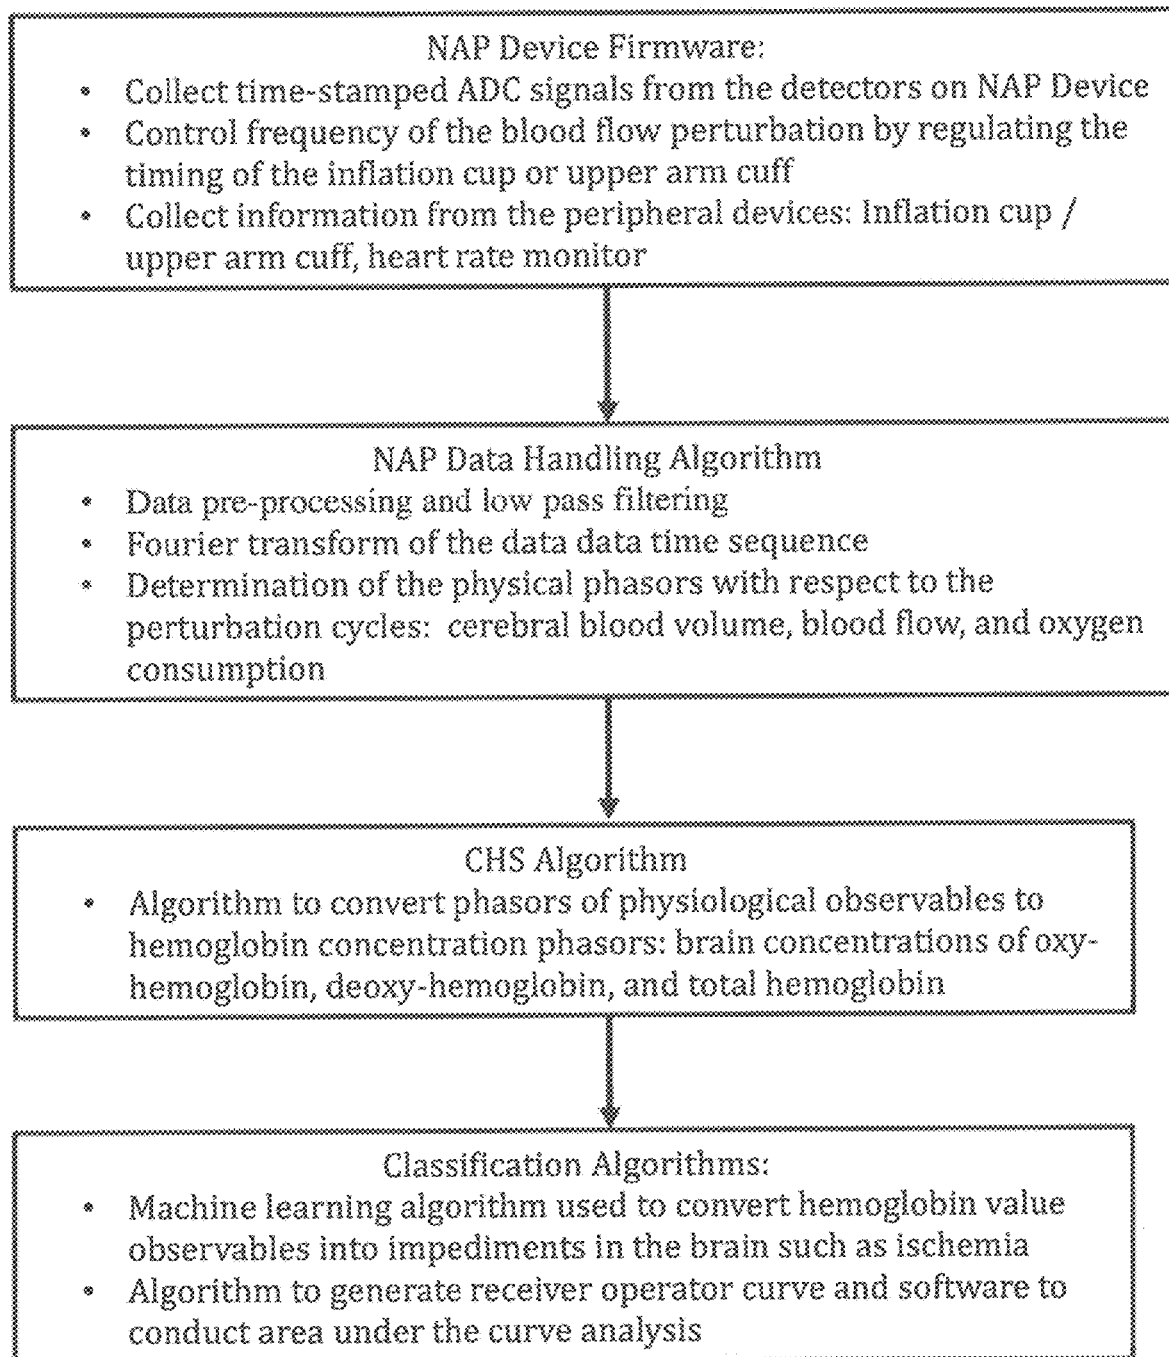 NAP Device Firmware:
• Collect time-stamped ADC signals from the detectors on NAP Device
• Control frequency of the blood flow perturbation by regulating the
timing of the inflation cup or upper arm cuff
• Collect information from the peripheral devices: Inflation cup /
upper arm cuff, heart rate monitor
NAP Data Handling Algorithm
• Data pre-processing and low pass filtering
• Fourier transform of the data data time sequence
• Determination of the physical phasors with respect to the
perturbation cycles: cerebral blood volume, blood flow, and oxygen
consumption
CHS Algorithm
• Algorithm to convert phasors of physiological observables to
hemoglobin concentration phasors: brain concentrations of oxy-
hemoglobin, deoxy-hemoglobin, and total hemoglobin
Classification Algorithms:
• Machine learning algorithm used to convert hemoglobin value
observables into impediments in the brain such as ischemia
• Algorithm to generate receiver operator curve and software to
conduct area under the curve analysis